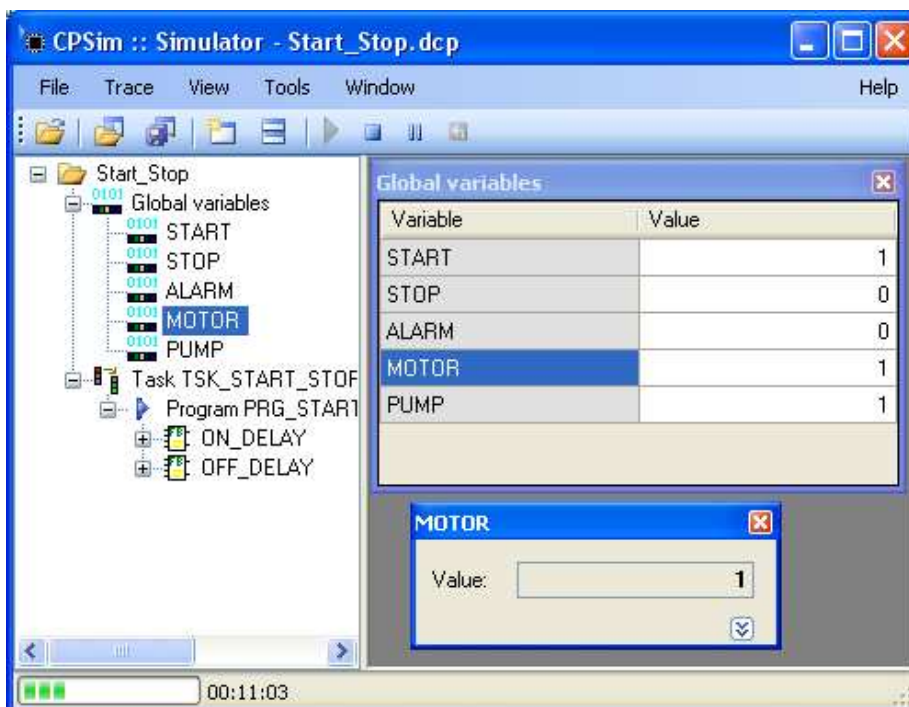 CPSim :: Simulator - Start_Stop.dcp
File Trace View Tools Window Help
Start_Stop
Global variables
START
STOP
ALARM
MOTOR
PUMP
Task TSK_START_STOP
Program PRG_START
ON_DELAY
OFF_DELAY
Global variables
Variable Value
START 1
STOP 0
ALARM 0
MOTOR 1
PUMP 1
MOTOR
Value: 1
00:11:03